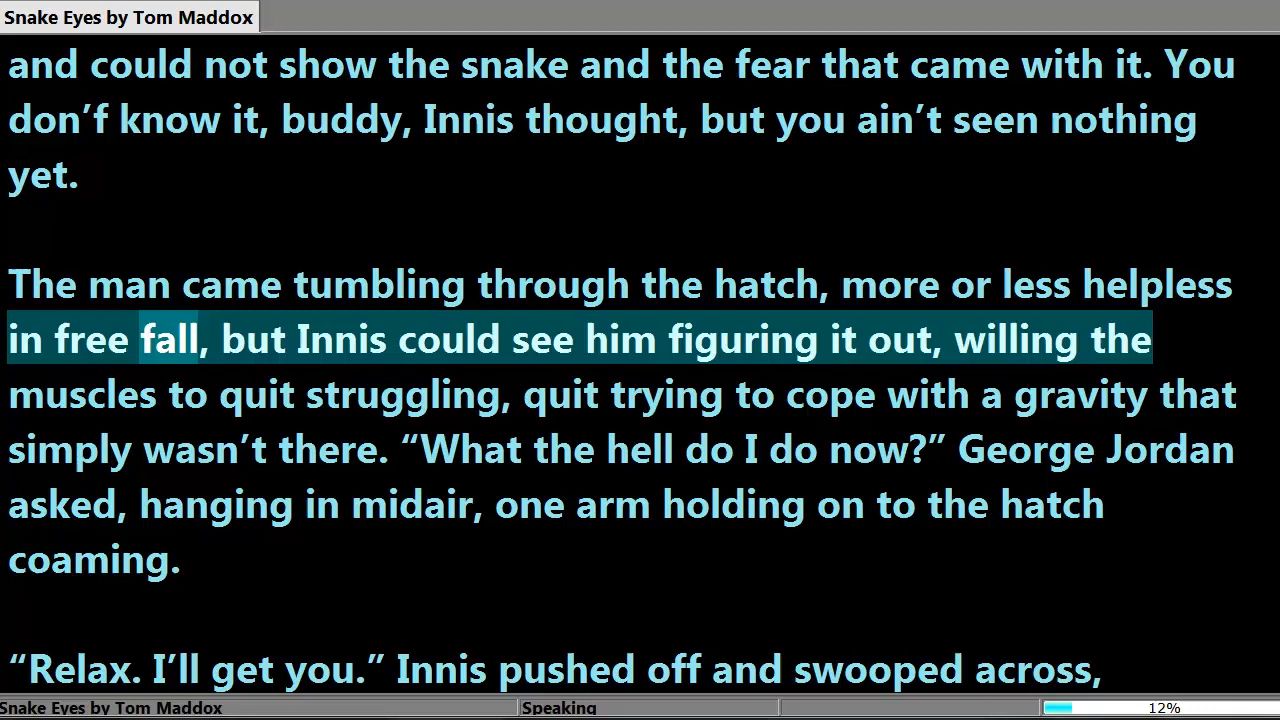 Snake Eyes by Tom Maddox
and could not show the snake and the fear that came with it. You
don’f know it, buddy, Innis thought, but you ain’t seen nothing
yet.
The man came tumbling through the hatch, more or less helpless
in free fall, but Innis could see him figuring it out, willing the
muscles to quit struggling, quit trying to cope with a gravity that
simply wasn’t there. “What the hell do I do now?” George Jordan
asked, hanging in midair, one arm holding on to the hatch
coaming.
“Relax. I’ll get you.” Innis pushed off and swooped across,
Snake Eyes by Tom Maddox Speaking 12%